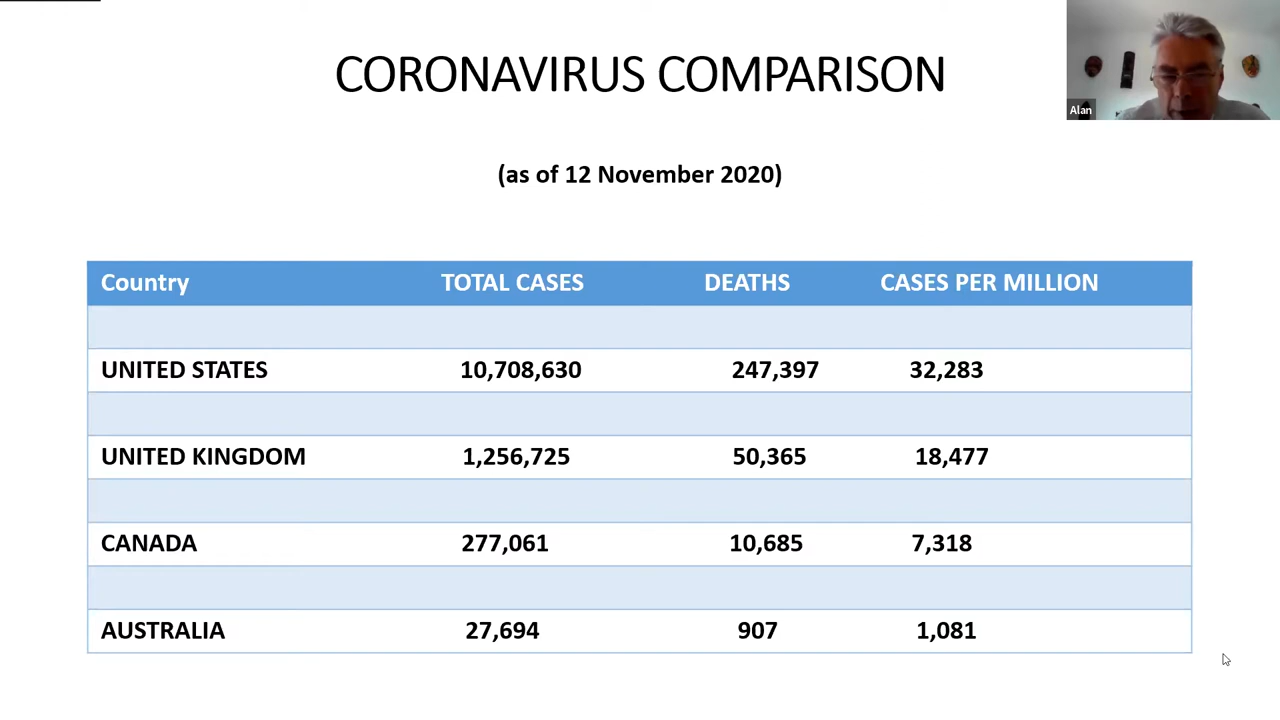 CORONAVIRUS COMPARISON
Alan
(as of 12 November 2020)
Country TOTAL CASES DEATHS CASES PER MILLION
UNITED STATES 10,708,630 247,397 32,283
UNITED KINGDOM 1,256,725 50,365 18,477
CANADA 277,061 10,685 7,318
AUSTRALIA 27,694 907 1,081